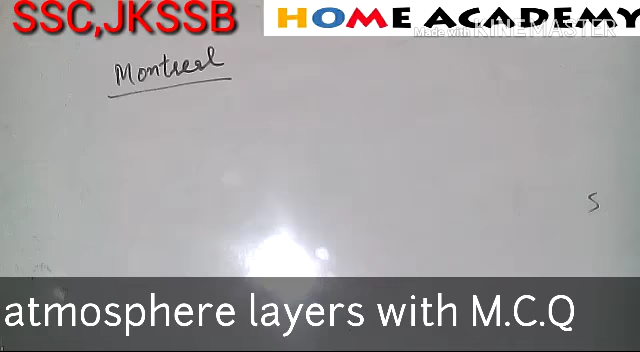 SSC,JKSSB
HOME ACADEMY
Made with KINEMASTER
Montreal
S
atmosphere layers with M.C.Q